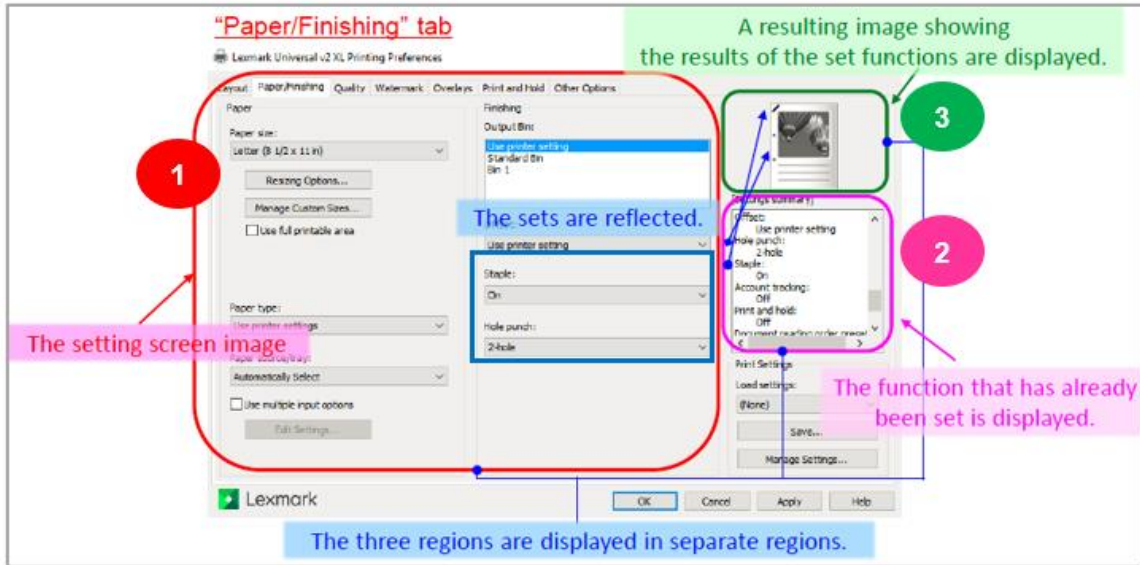 “Paper/Finishing” tab
A resulting image showing
the results of the set functions are displayed.
Lexmark Universal v2 XL Printing Preferences
Layout Paper/Finishing Quality Watermark Overlays Print and Hold Other Options
Paper
Paper size:
Letter (8 1/2 x 11 in)
Resizing Options...
Manage Custom Sizes...
Use full printable area
1
Paper type:
Use printer settings
The setting screen image
Automatically Select
Use multiple input options
Edit Settings...
Finishing
Output Bin:
Use printer setting
Standard Bin
Bin 1
The sets are reflected.
Use printer setting
Staple:
On
Hole punch:
2-hole
3
Settings summary
Offset:
Use printer setting
Hole punch:
2-hole
Staple:
On
Account tracking:
Off
Print and hold:
Off
Document reading order preset
2
Print Settings
Load settings:
(None)
Save...
Manage Settings...
The function that has already
been set is displayed.
Lexmark
OK Cancel Apply Help
The three regions are displayed in separate regions.